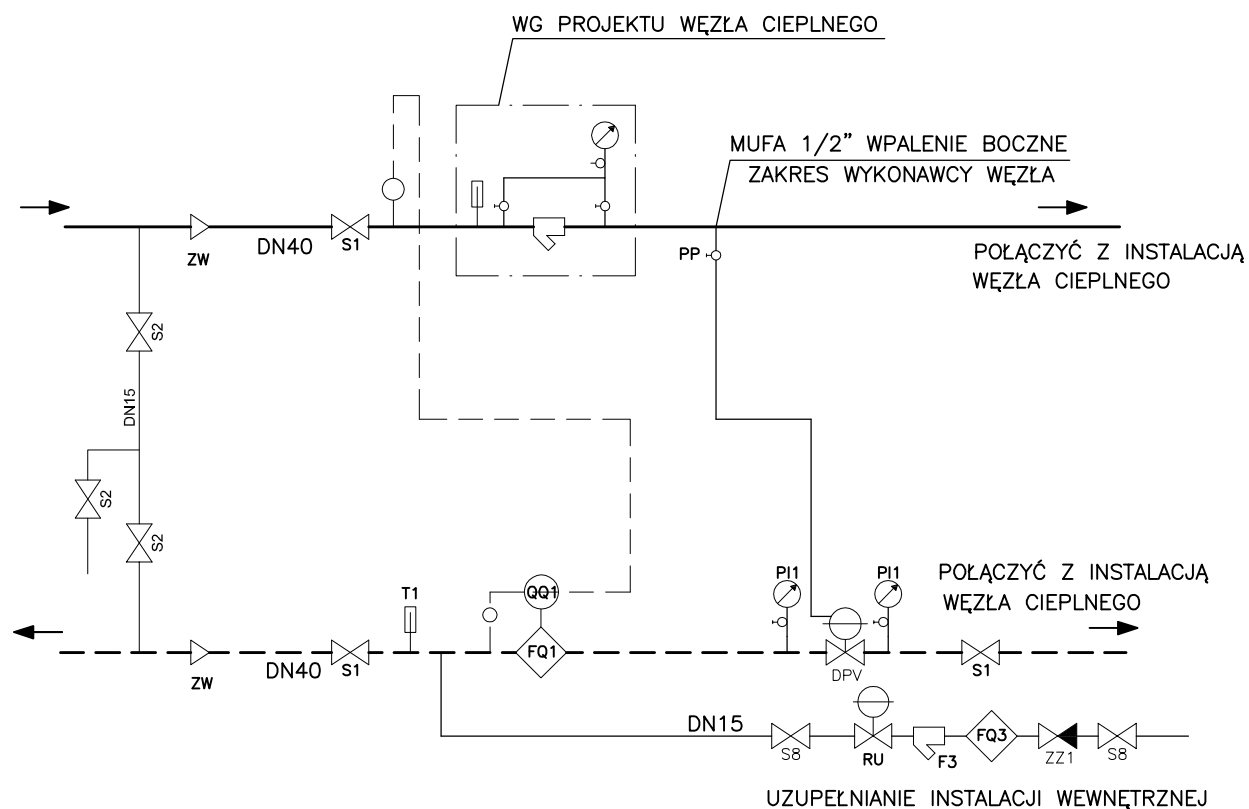 WG PROJEKTU WĘZŁA CIEPLNEGO
MUFA 1/2" WPALENIE BOCZNE
ZAKRES WYKONAWCY WĘZŁA
ZW
DN40
S1
PP
POŁĄCZYĆ Z INSTALACJĄ
WĘZŁA CIEPLNEGO
S2
DN15
S2
S2
T1
QQ1
PI1
PI1
POŁĄCZYĆ Z INSTALACJĄ
WĘZŁA CIEPLNEGO
ZW
DN40
S1
FQ1
DPV
S1
DN15
S8
RU
F3
FQ3
ZZ1
S8
UZUPEŁNIANIE INSTALACJI WEWNĘTRZNEJ